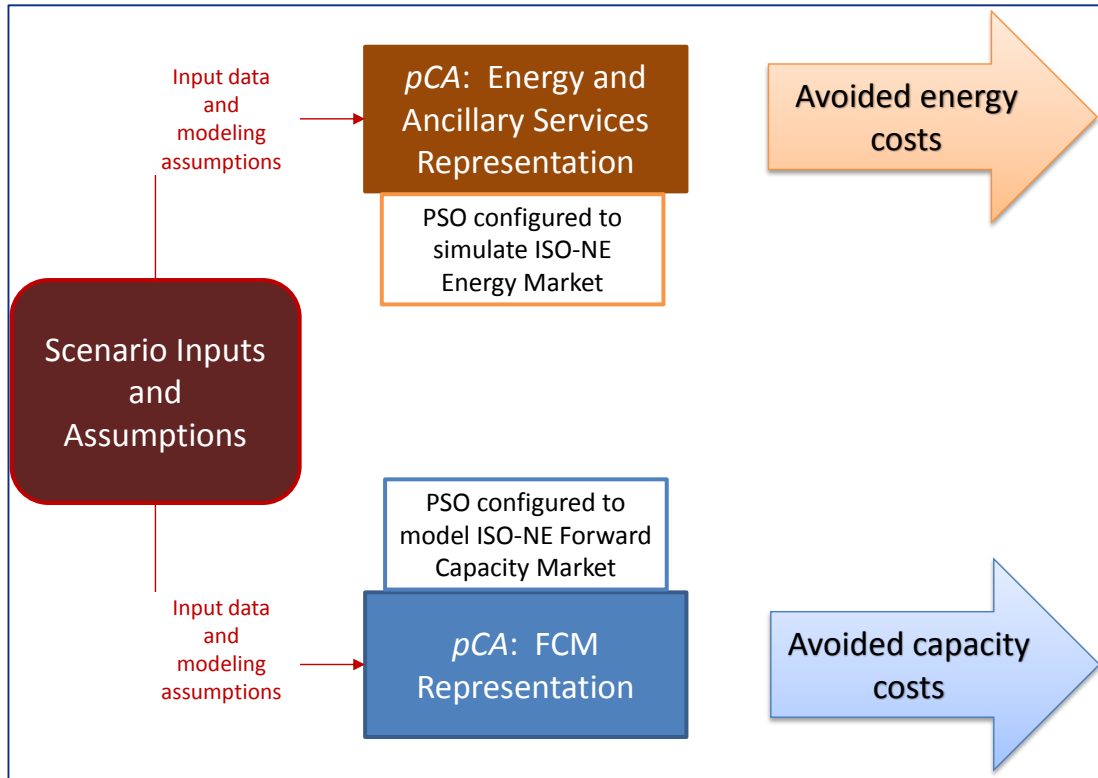 Input data
and
modeling
assumptions
pCA: Energy and
Ancillary Services
Representation
PSO configured to
simulate ISO-NE
Energy Market
Avoided energy
costs
Scenario Inputs
and
Assumptions
PSO configured to
model ISO-NE Forward
Capacity Market
Input data
and
modeling
assumptions
pCA: FCM
Representation
Avoided capacity
costs